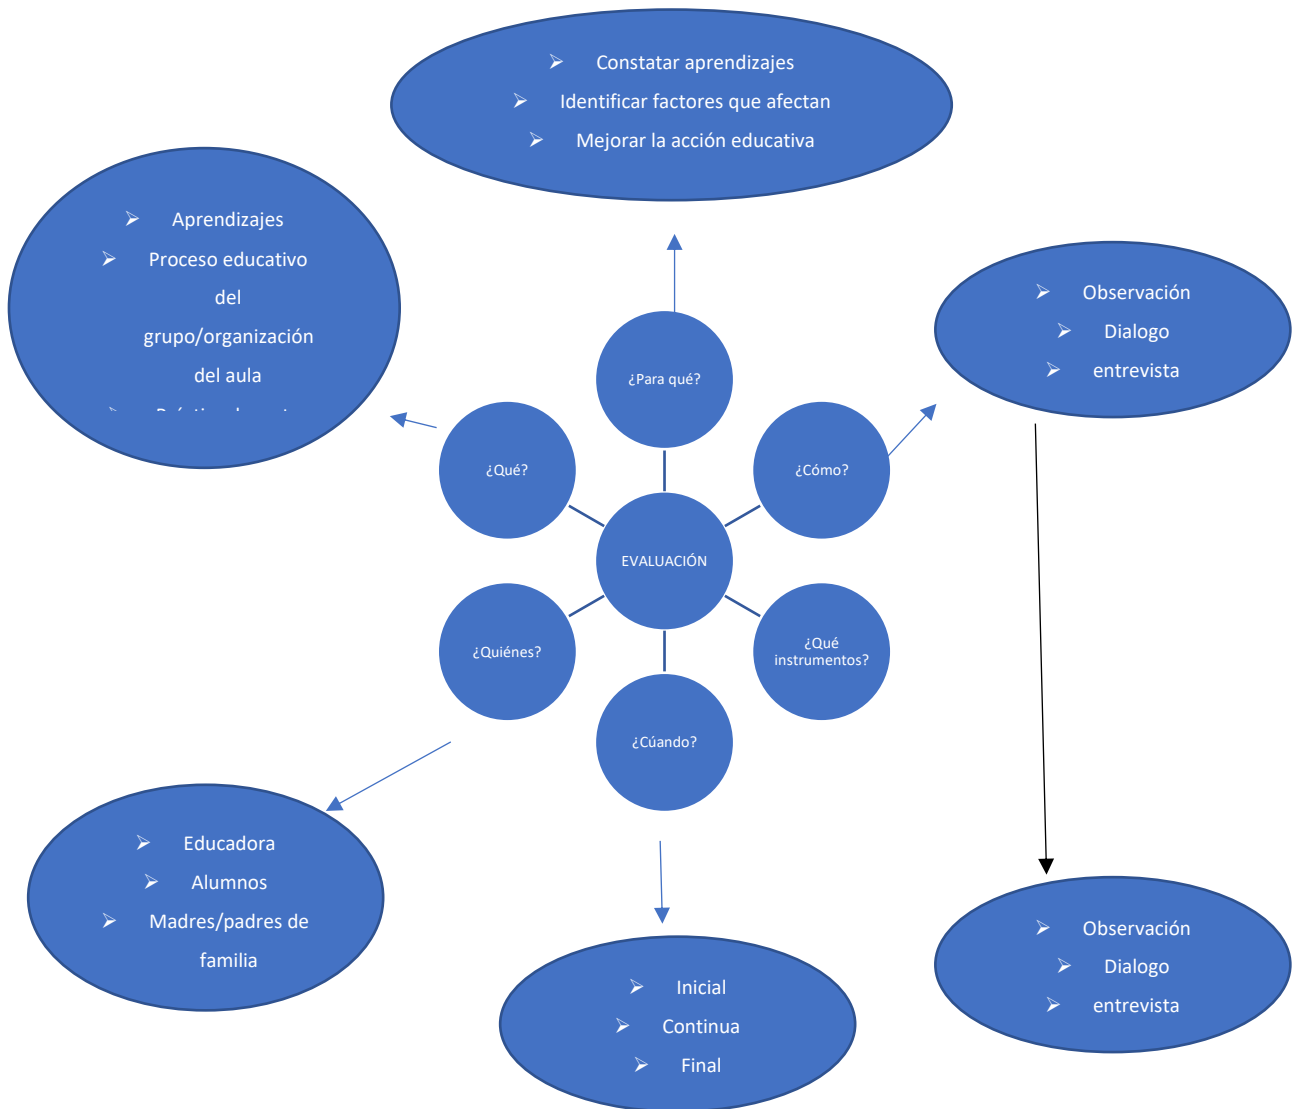 ➢ Constatar aprendizajes
➢ Identificar factores que afectan
➢ Mejorar la acción educativa
➢ Aprendizajes
➢ Proceso educativo
del
grupo/organización
del aula
➢ Observación
➢ Dialogo
➢ entrevista
¿Para qué?
¿Qué?
¿Cómo?
EVALUACIÓN
¿Quiénes?
¿Qué
instrumentos?
¿Cúando?
➢ Educadora
➢ Alumnos
➢ Madres/padres de
familia
➢ Inicial
➢ Continua
➢ Final
➢ Observación
➢ Dialogo
➢ entrevista